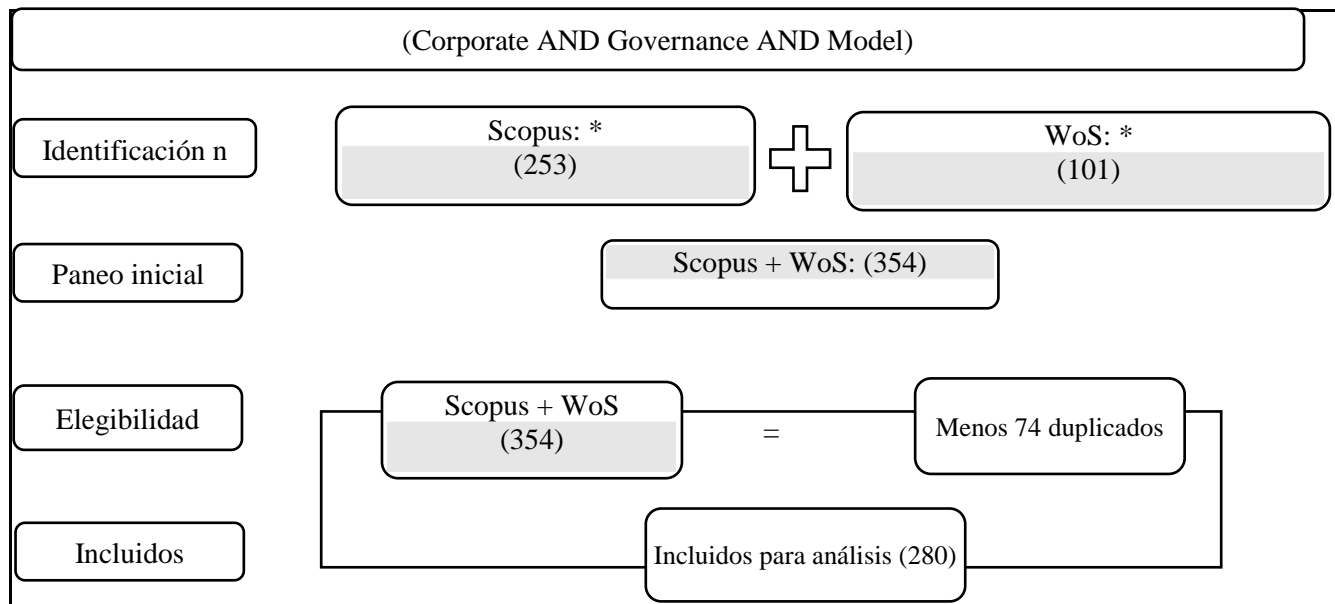 (Corporate AND Governance AND Model)
Identificación n
Scopus: *
(253)
WoS: *
(101)
Paneo inicial
Scopus + WoS: (354)
Elegibilidad
Scopus + WoS
(354)
=
Menos 74 duplicados
Incluidos
Incluidos para análisis (280)